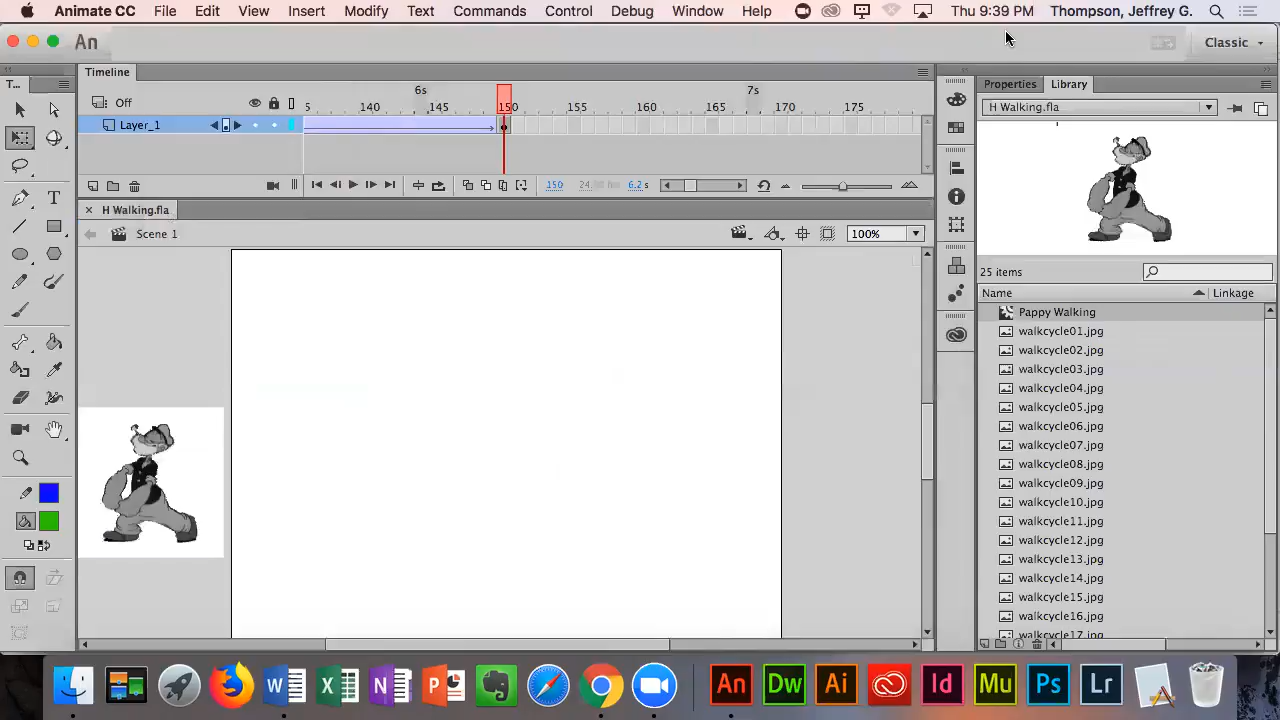 Animate CC File Edit View Insert Modify Text Commands Control Debug Window Help Thu 9:39 PM Thompson, Jeffrey G.
An Classic
T... Timeline Properties Library
6s 7s
Off 5 140 145 150 155 160 165 170 175
H Walking.fla
Layer_1
150 6.2s
H Walking.fla
Scene 1 100%
25 items
Name Linkage
Pappy Walking
walkcycle01.jpg
walkcycle02.jpg
walkcycle03.jpg
walkcycle04.jpg
walkcycle05.jpg
walkcycle06.jpg
walkcycle07.jpg
walkcycle08.jpg
walkcycle09.jpg
walkcycle10.jpg
walkcycle11.jpg
walkcycle12.jpg
walkcycle13.jpg
walkcycle14.jpg
walkcycle15.jpg
walkcycle16.jpg
walkcycle17.jpg
W X N P An Dw Ai Id Mu Ps Lr